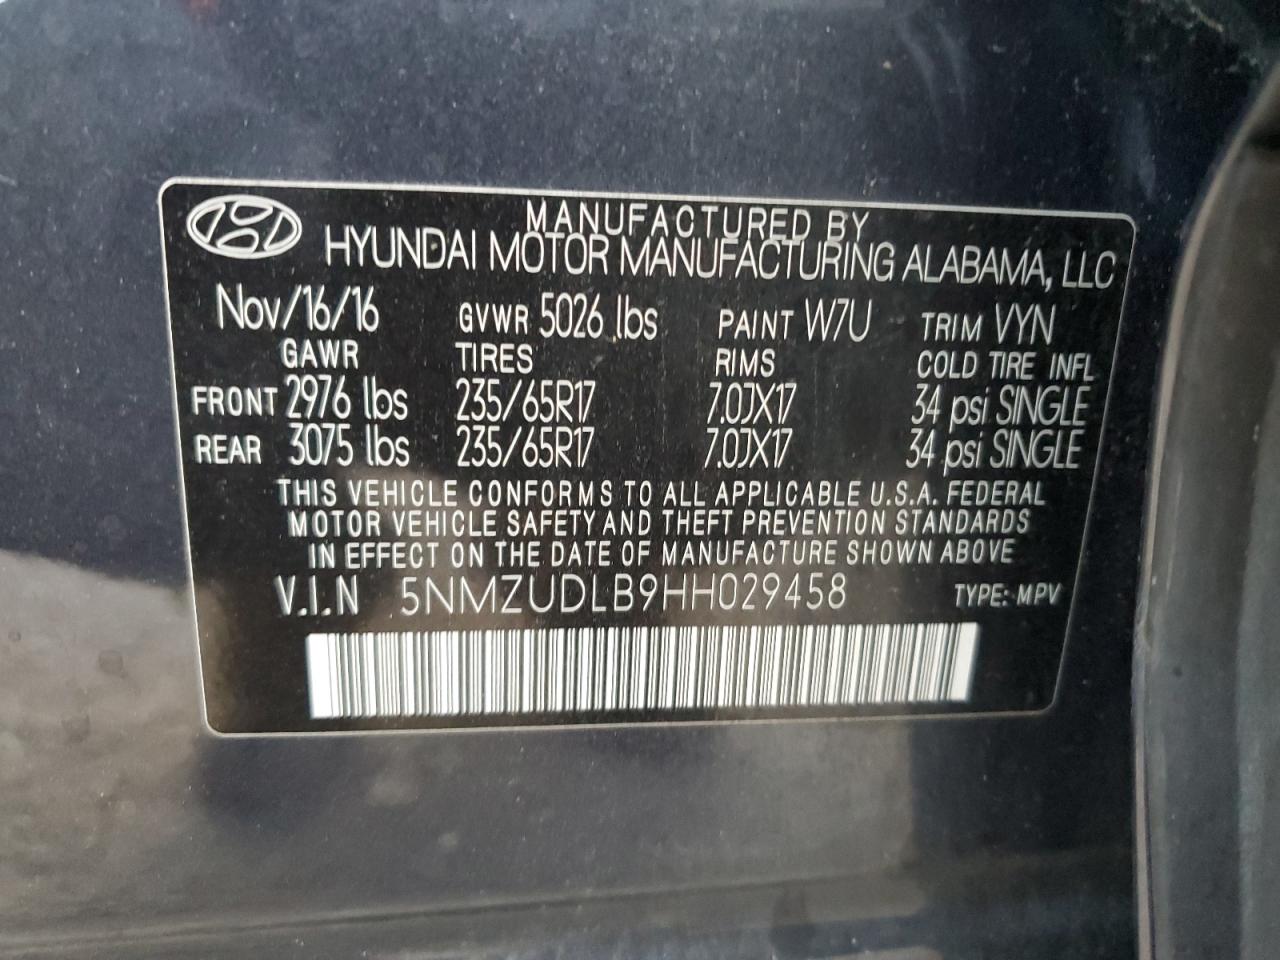 MANUFACTURED BY
HYUNDAI MOTOR MANUFACTURING ALABAMA, LLC
Nov/16/16 GVWR 5026 lbs PAINT W7U TRIM VYN
GAWR TIRES RIMS COLD TIRE INFL
FRONT 2976 lbs 235/65R17 7.0JX17 34 psi SINGLE
REAR 3075 lbs 235/65R17 7.0JX17 34 psi SINGLE
THIS VEHICLE CONFORMS TO ALL APPLICABLE U.S.A. FEDERAL
MOTOR VEHICLE SAFETY AND THEFT PREVENTION STANDARDS
IN EFFECT ON THE DATE OF MANUFACTURE SHOWN ABOVE
V.I.N 5NMZUDLB9HH029458 TYPE: MPV